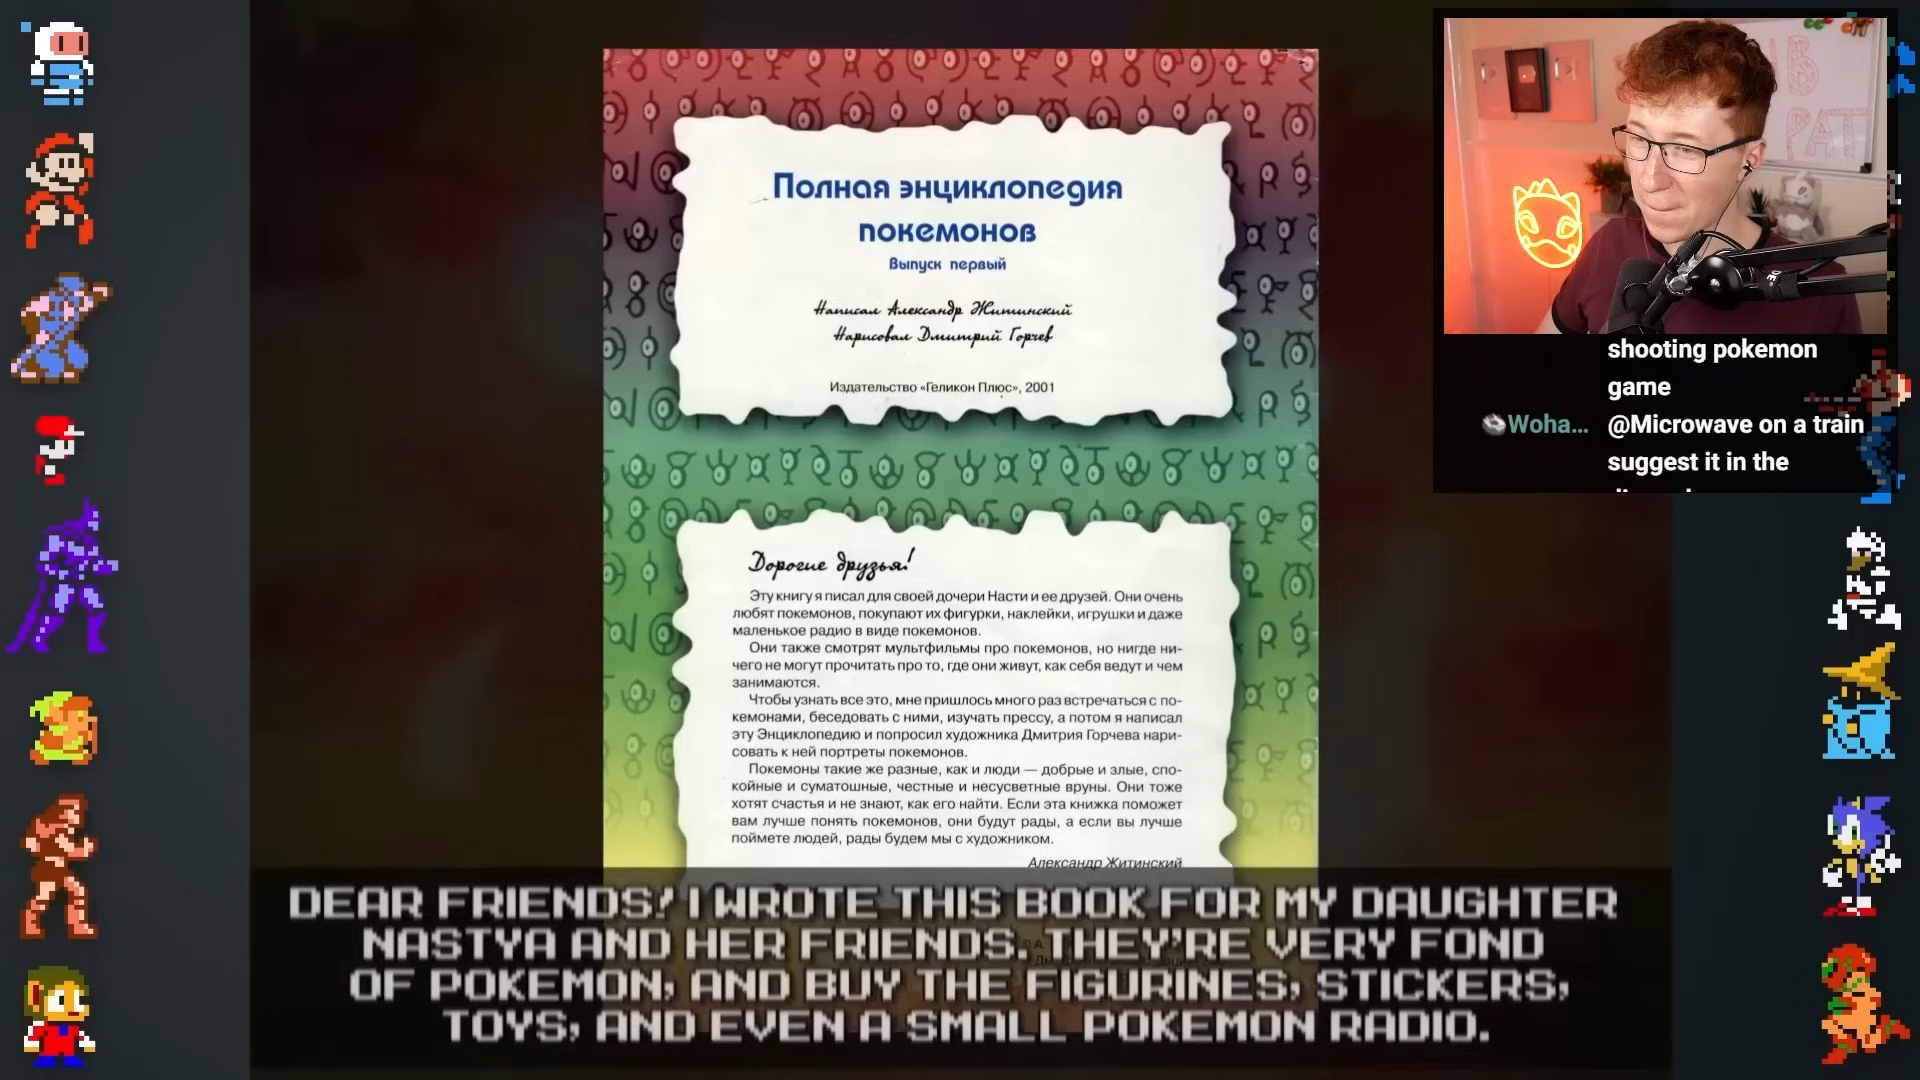 Полная энциклопедия
покемонов
Выпуск первый
Написал Александр Житинский
Нарисовал Дмитрий Горчев
Издательство «Геликон Плюс», 2001
Дорогие друзья!
Эту книгу я писал для своей дочери Насти и ее друзей. Они очень
любят покемонов, покупают их фигурки, наклейки, игрушки и даже
маленькое радио в виде покемонов.
Они также смотрят мультфильмы про покемонов, но нигде ни-
чего не могут прочитать про то, где они живут, как себя ведут и чем
занимаются.
Чтобы узнать все это, мне пришлось много раз встречаться с по-
кемонами, беседовать с ними, изучать прессу, а потом я написал
эту Энциклопедию и попросил художника Дмитрия Горчева нари-
совать к ней портреты покемонов.
Покемоны такие же разные, как и люди — добрые и злые, спо-
койные и суматошные, честные и несусветные вруны. Они тоже
хотят счастья и не знают, как его найти. Если эта книжка поможет
вам лучше понять покемонов, они будут рады, а если вы лучше
поймете людей, рады будем мы с художником.
Александр Житинский
DEAR FRIENDS! I WROTE THIS BOOK FOR MY DAUGHTER
NASTYA AND HER FRIENDS. THEY'RE VERY FOND
OF POKEMON, AND BUY THE FIGURINES, STICKERS,
TOYS, AND EVEN A SMALL POKEMON RADIO.
shooting pokemon
game
Woha... @Microwave on a train
suggest it in the